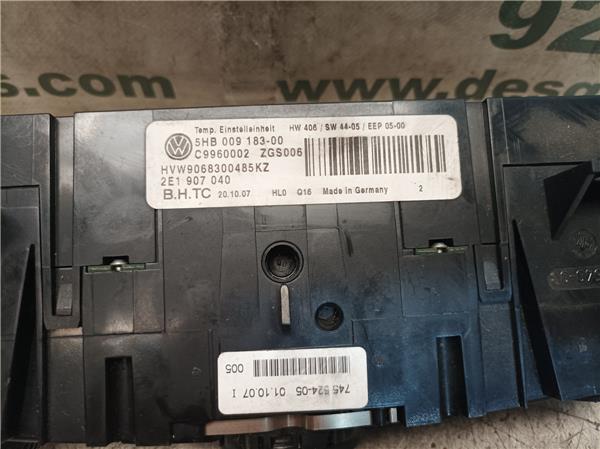 92
s.com
www.desg
Temp. Einstelleinheit HW 406 / SW 44-05 / EEP 05-00
5HB 009 183-00
C9960002 ZGS006
HVW9068300485KZ
2E1 907 040
B.H.TC 20.10.07 HL0 Q16 Made in Germany 2
745 524-05 01.10.07 I
005